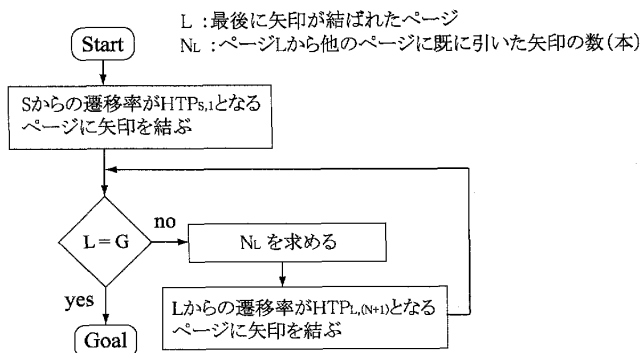 L :最後に矢印が結ばれたページ
NL :ページLから他のページに既に引いた矢印の数(本)
Start
Sからの遷移率がHTPS,1となる
ページに矢印を結ぶ
L = G
no
NL を求める
yes
Lからの遷移率がHTPL,(N+1)となる
ページに矢印を結ぶ
Goal